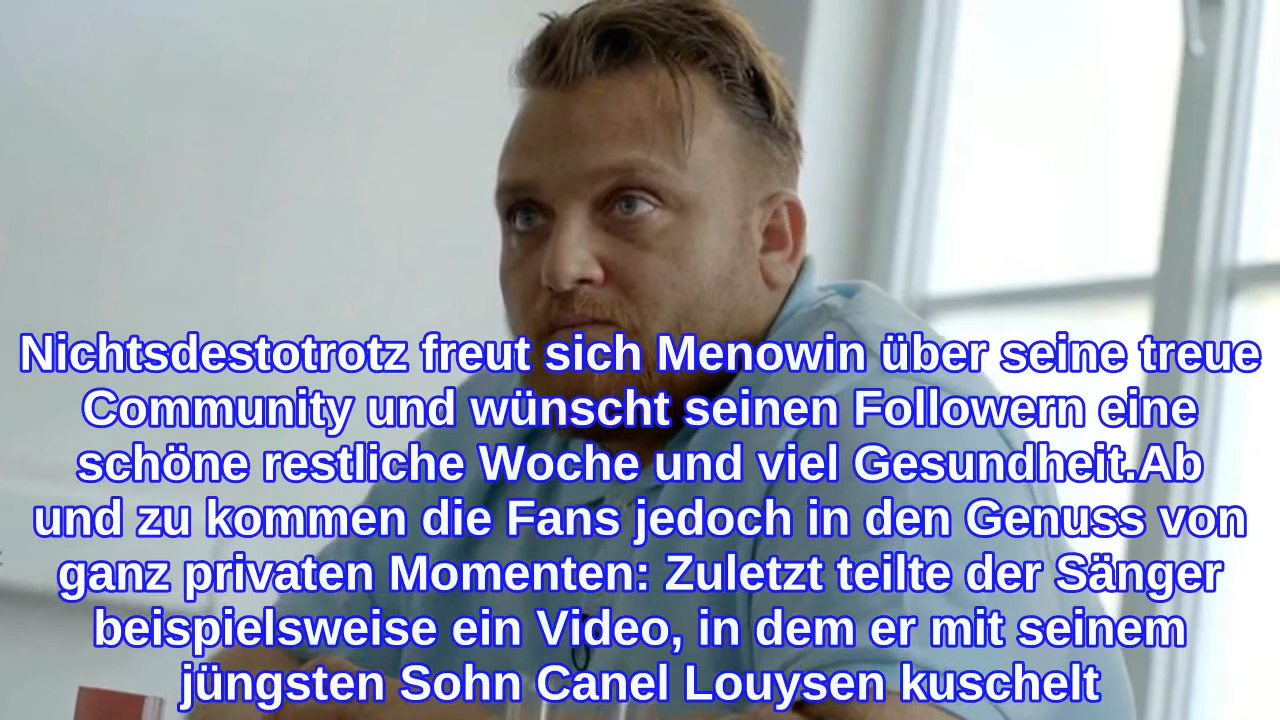 Nichtsdestotrotz freut sich Menowin über seine treue
Community und wünscht seinen Followern eine
schöne restliche Woche und viel Gesundheit.Ab
und zu kommen die Fans jedoch in den Genuss von
ganz privaten Momenten: Zuletzt teilte der Sänger
beispielsweise ein Video, in dem er mit seinem
jüngsten Sohn Canel Louysen kuschelt